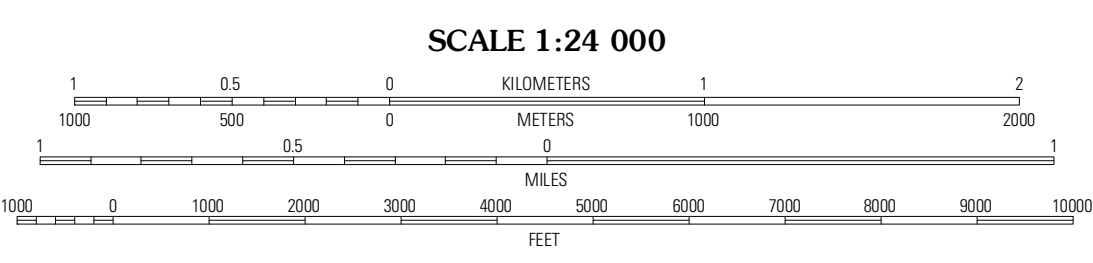 SCALE 1:24 000
1 0.5 0 KILOMETERS 1 2
1000 500 0 METERS 1000 2000
1 0.5 0 1
MILES
1000 0 1000 2000 3000 4000 5000 6000 7000 8000 9000 10000
FEET